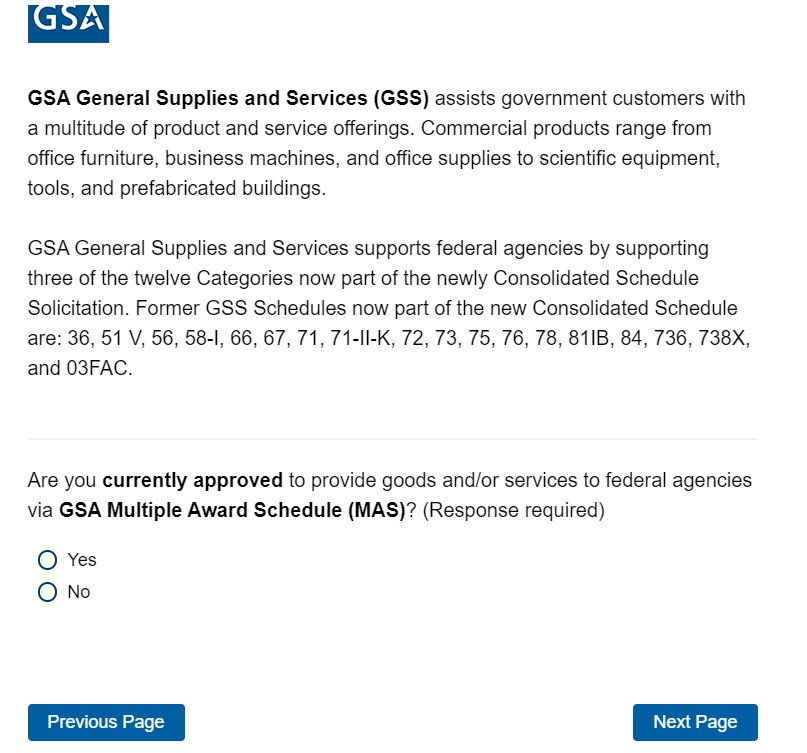 GSA
GSA General Supplies and Services (GSS) assists government customers with
a multitude of product and service offerings. Commercial products range from
office furniture, business machines, and office supplies to scientific equipment,
tools, and prefabricated buildings.
GSA General Supplies and Services supports federal agencies by supporting
three of the twelve Categories now part of the newly Consolidated Schedule
Solicitation. Former GSS Schedules now part of the new Consolidated Schedule
are: 36, 51 V, 56, 58-I, 66, 67, 71, 71-II-K, 72, 73, 75, 76, 78, 81IB, 84, 736, 738X,
and 03FAC.
Are you currently approved to provide goods and/or services to federal agencies
via GSA Multiple Award Schedule (MAS)? (Response required)
Yes
No
Previous Page
Next Page